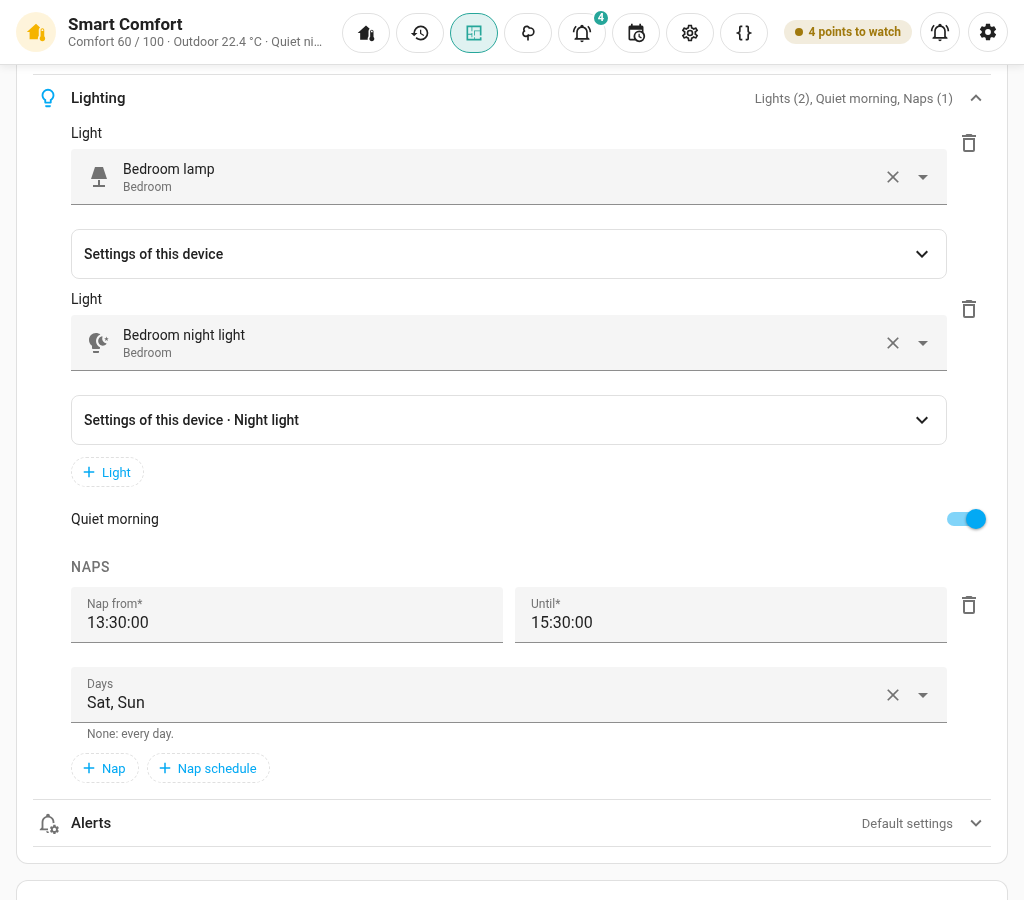 Smart Comfort
Comfort 60 / 100 · Outdoor 22.4 °C · Quiet ni…
4
4 points to watch
Lighting
Lights (2), Quiet morning, Naps (1)
Light
Bedroom lamp
Bedroom
Settings of this device
Light
Bedroom night light
Bedroom
Settings of this device · Night light
+ Light
Quiet morning
NAPS
Nap from*
13:30:00
Until*
15:30:00
Days
Sat, Sun
None: every day.
+ Nap
+ Nap schedule
Alerts
Default settings